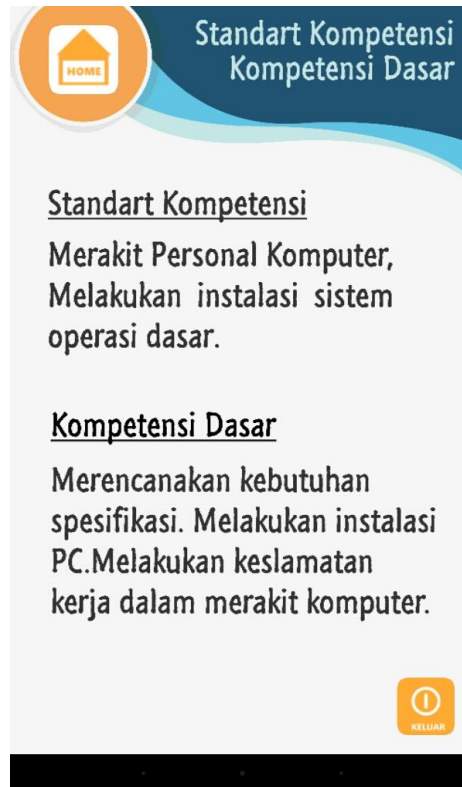 HOME
Standart Kompetensi
Kompetensi Dasar
Standart Kompetensi
Merakit Personal Komputer,
Melakukan instalasi sistem
operasi dasar.
Kompetensi Dasar
Merencanakan kebutuhan
spesifikasi. Melakukan instalasi
PC.Melakukan keslamatan
kerja dalam merakit komputer.
KELUAR